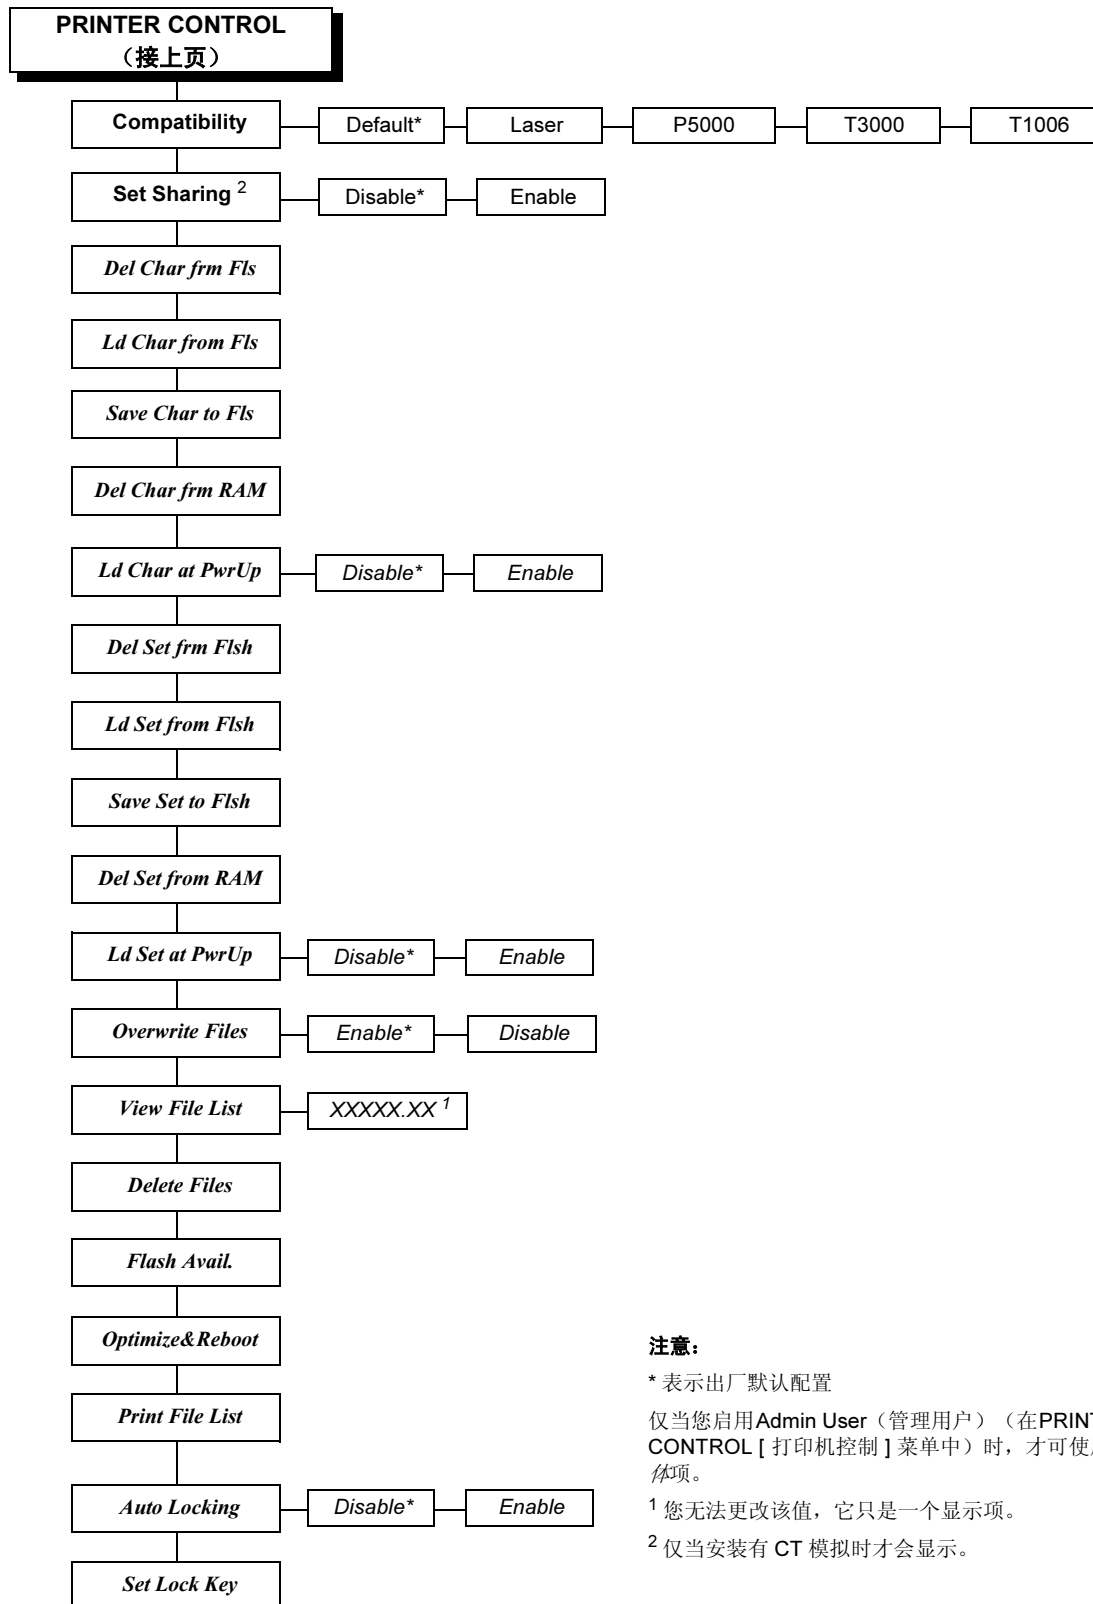 PRINTER CONTROL
（接上页）
Compatibility Default* Laser P5000 T3000 T1006
Set Sharing 2 Disable* Enable
Del Char frm Fls
Ld Char from Fls
Save Char to Fls
Del Char frm RAM
Ld Char at PwrUp Disable* Enable
Del Set frm Flsh
Ld Set from Flsh
Save Set to Flsh
Del Set from RAM
Ld Set at PwrUp Disable* Enable
Overwrite Files Enable* Disable
View File List XXXXX.XX 1
Delete Files
Flash Avail.
Optimize&Reboot
Print File List
Auto Locking Disable* Enable
Set Lock Key
注意：
* 表示出厂默认配置
仅当您启用Admin User（管理用户）（在PRINT
CONTROL [ 打印机控制 ] 菜单中）时，才可使
体项。
1 您无法更改该值，它只是一个显示项。
2 仅当安装有 CT 模拟时才会显示。